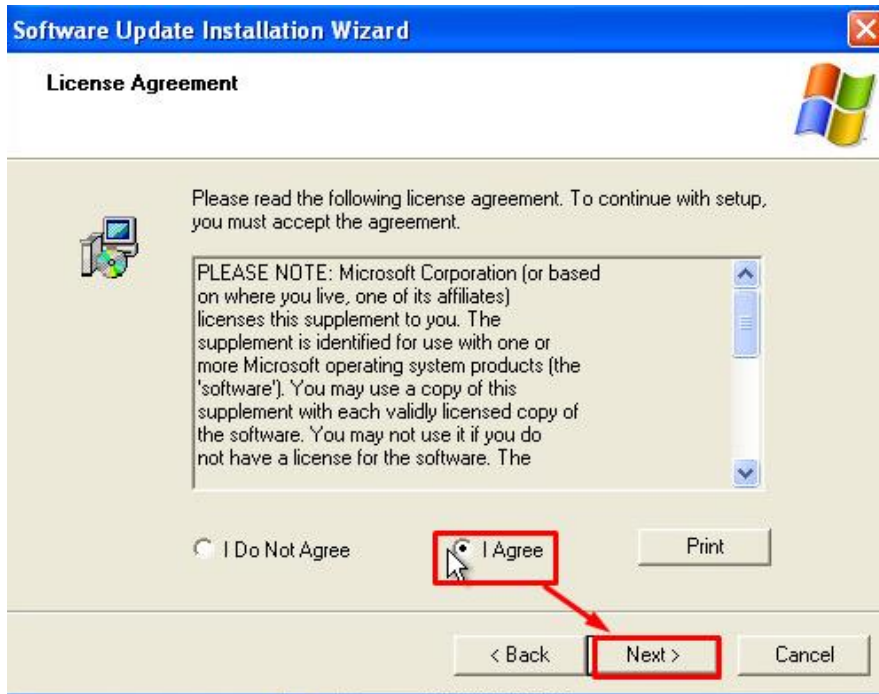 Software Update Installation Wizard
License Agreement
Please read the following license agreement. To continue with setup,
you must accept the agreement.
PLEASE NOTE: Microsoft Corporation (or based
on where you live, one of its affiliates)
licenses this supplement to you. The
supplement is identified for use with one or
more Microsoft operating system products (the
'software'). You may use a copy of this
supplement with each validly licensed copy of
the software. You may not use it if you do
not have a license for the software. The
I Do Not Agree
I Agree
Print
< Back
Next >
Cancel